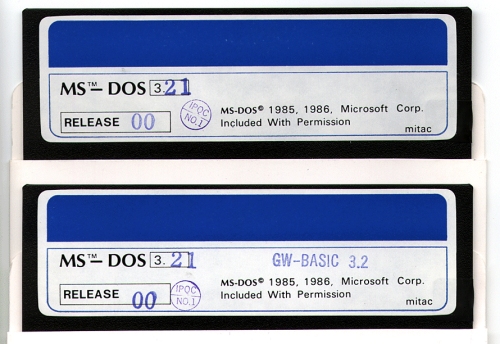 MS™–DOS 3.21
RELEASE 00
IPQC
NO.1
MS-DOS© 1985, 1986, Microsoft Corp.
Included With Permission
mitac
MS™–DOS 3.21
GW-BASIC 3.2
RELEASE 00
IPQC
NO.1
MS-DOS© 1985, 1986, Microsoft Corp.
Included With Permission
mitac